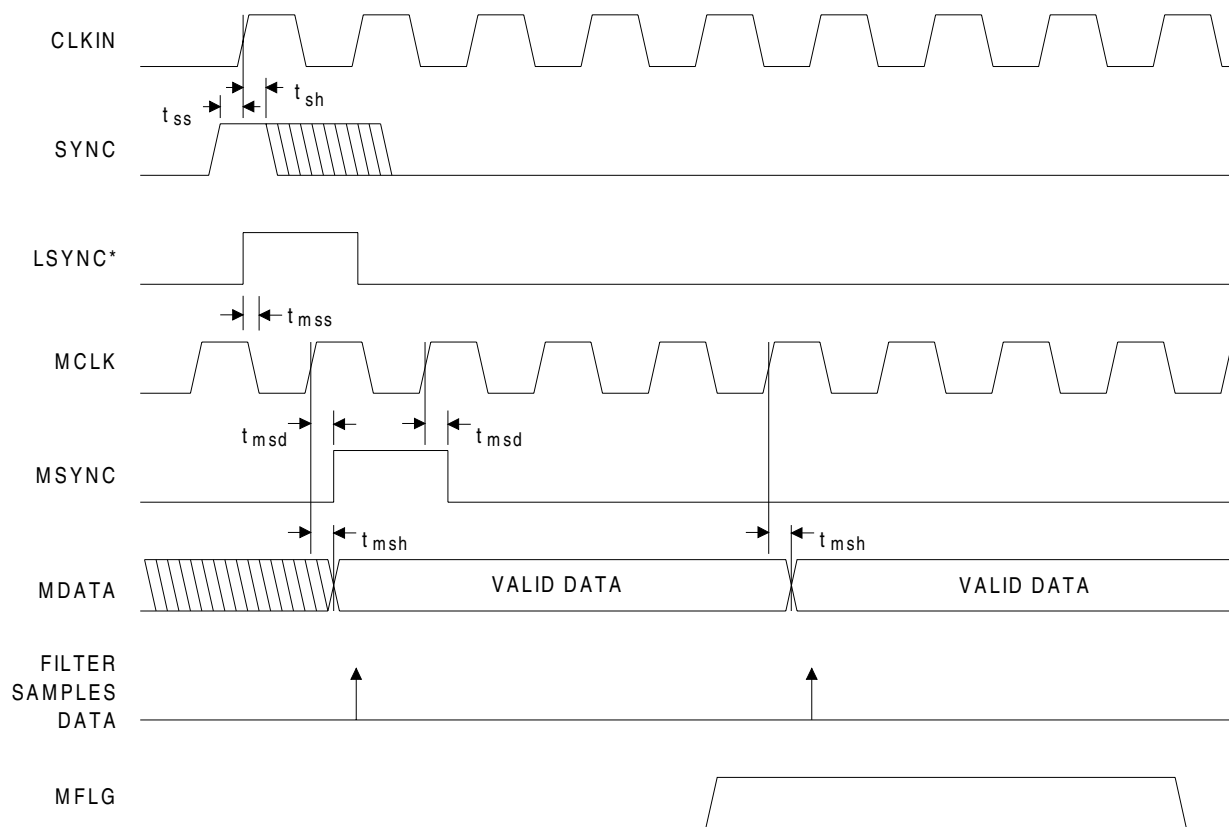 CLKIN
t sh
t ss
SYNC
LSYNC*
t mss
MCLK
t msd
t msd
MSYNC
t msh
t msh
MDATA
VALID DATA
VALID DATA
FILTER
SAMPLES
DATA
MFLG